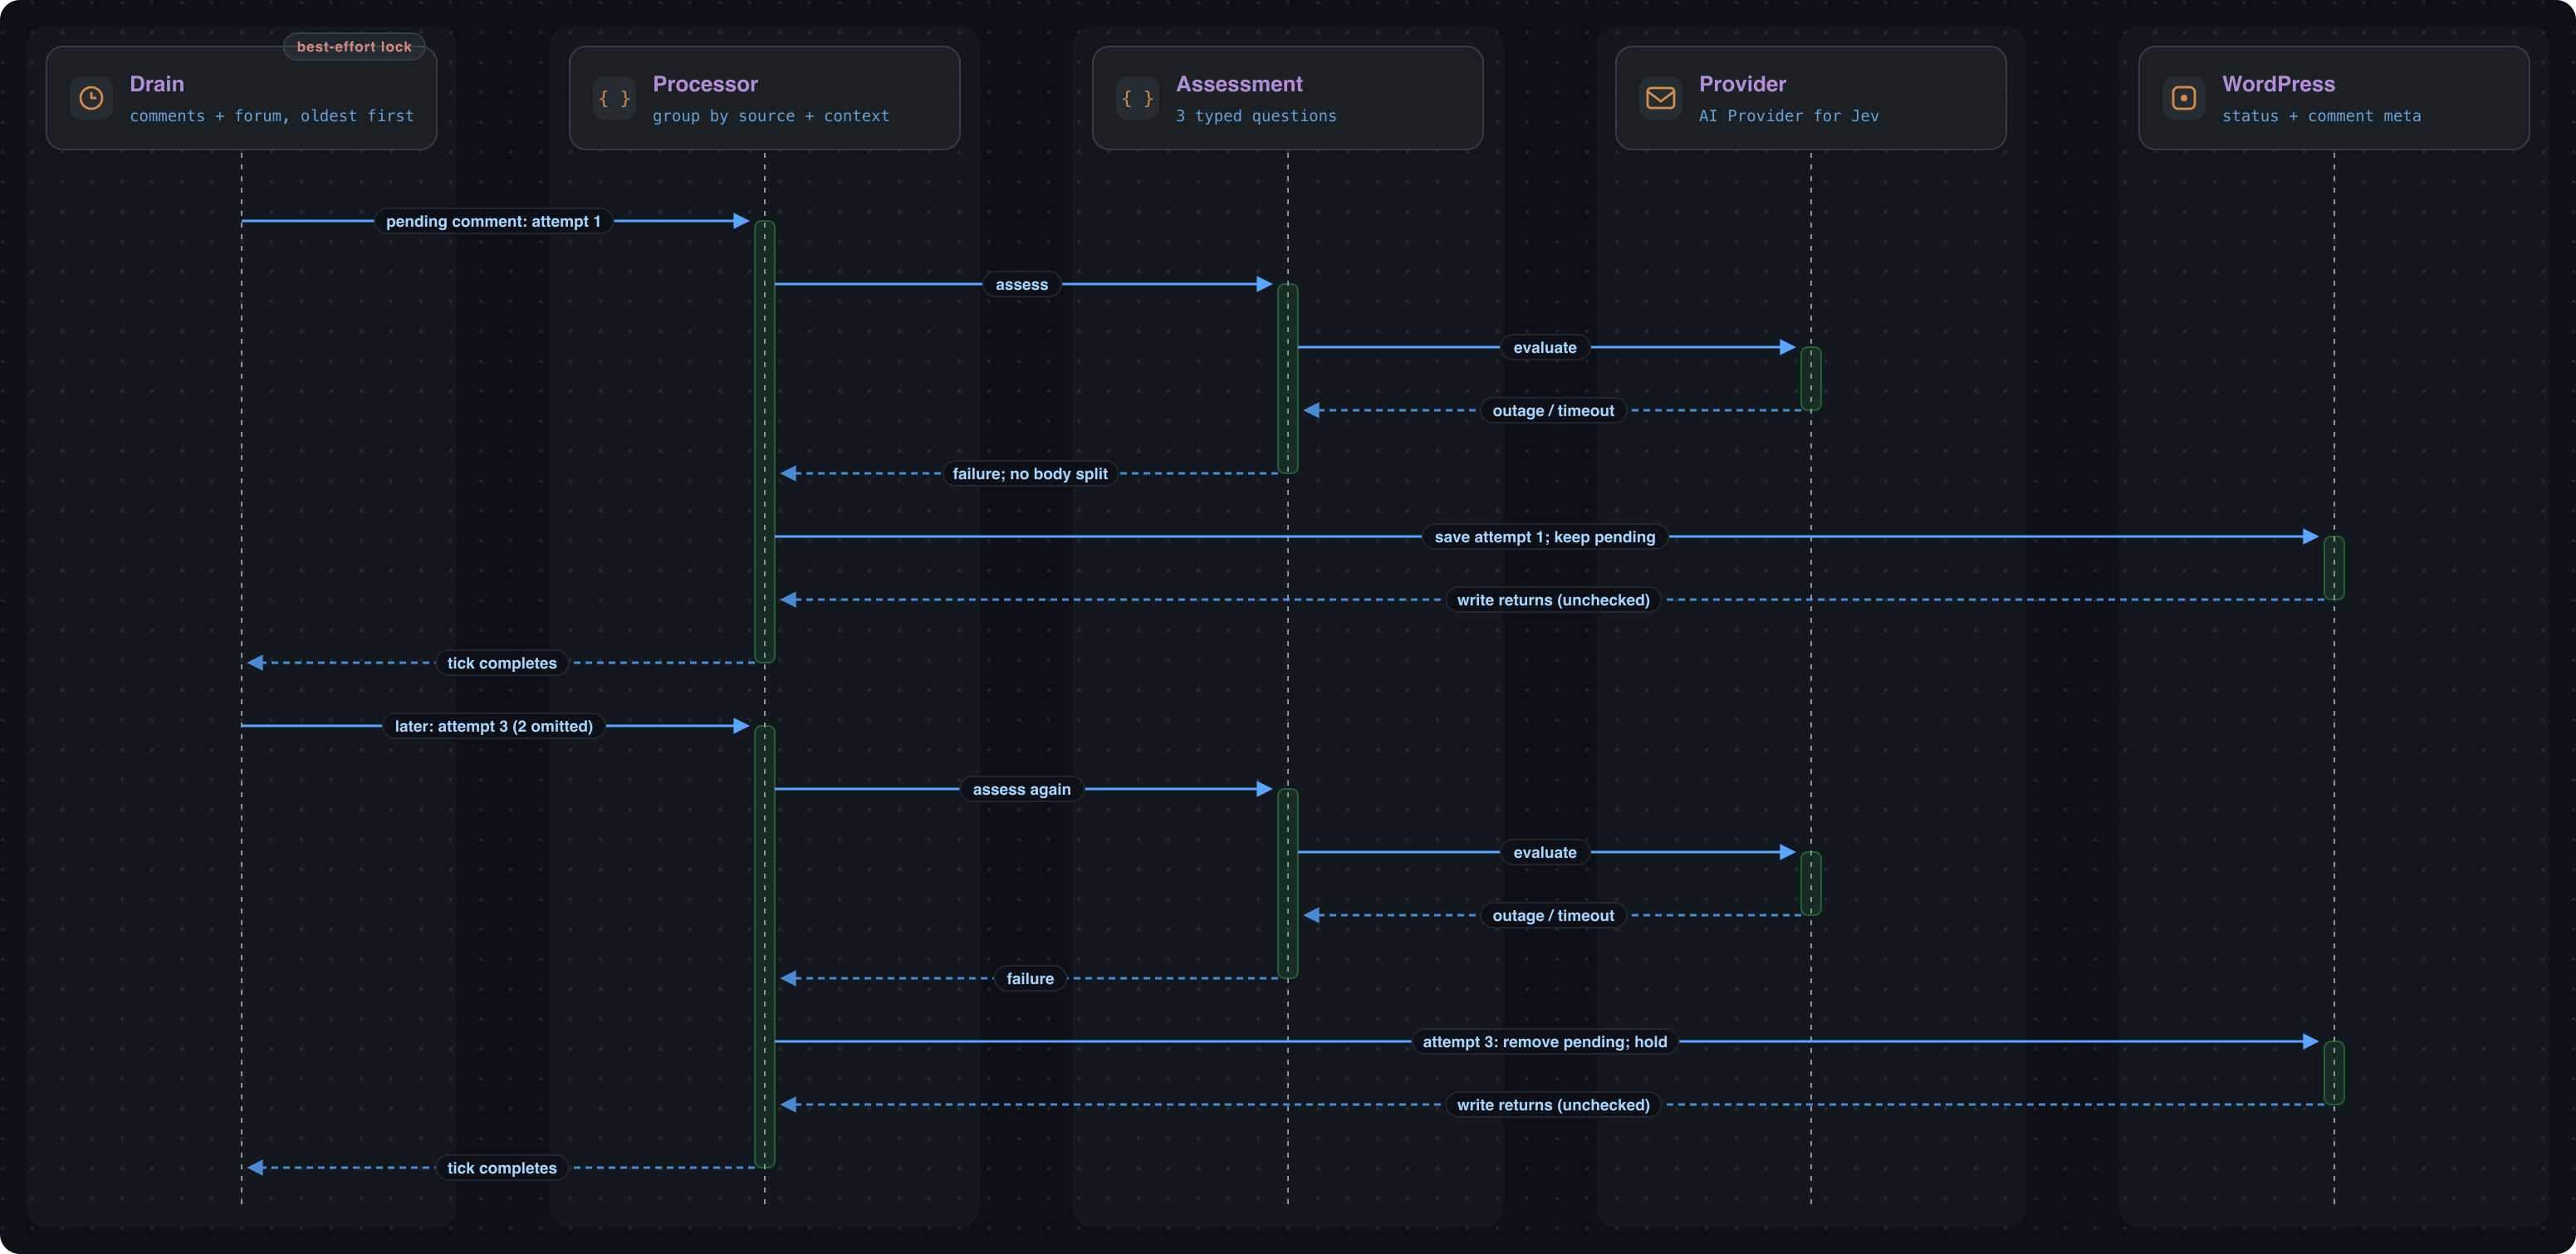 best-effort lock
Drain
comments + forum, oldest first
{ }
Processor
group by source + context
{ }
Assessment
3 typed questions
Provider
AI Provider for Jev
WordPress
status + comment meta
pending comment: attempt 1
assess
evaluate
outage / timeout
failure; no body split
save attempt 1; keep pending
write returns (unchecked)
tick completes
later: attempt 3 (2 omitted)
assess again
evaluate
outage / timeout
failure
attempt 3: remove pending; hold
write returns (unchecked)
tick completes